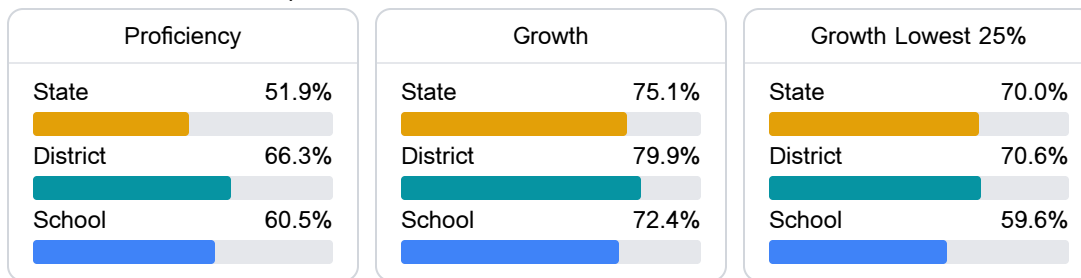 Proficiency
State 51.9%
District 66.3%
School 60.5%
Growth
State 75.1%
District 79.9%
School 72.4%
Growth Lowest 25%
State 70.0%
District 70.6%
School 59.6%